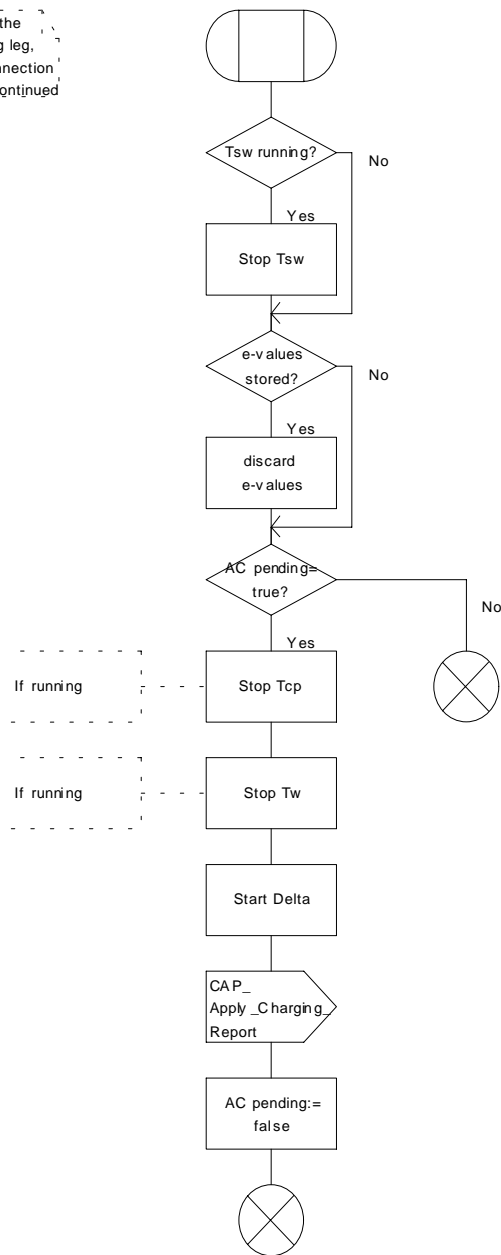 the
g leg,
nection
ontinued
Tsw running?
No
Yes
Stop Tsw
e-values
stored?
No
Yes
discard
e-values
AC pending=
true?
No
Yes
If running
Stop Tcp
If running
Stop Tw
Start Delta
CAP_
Apply_Charging_
Report
AC pending:=
false